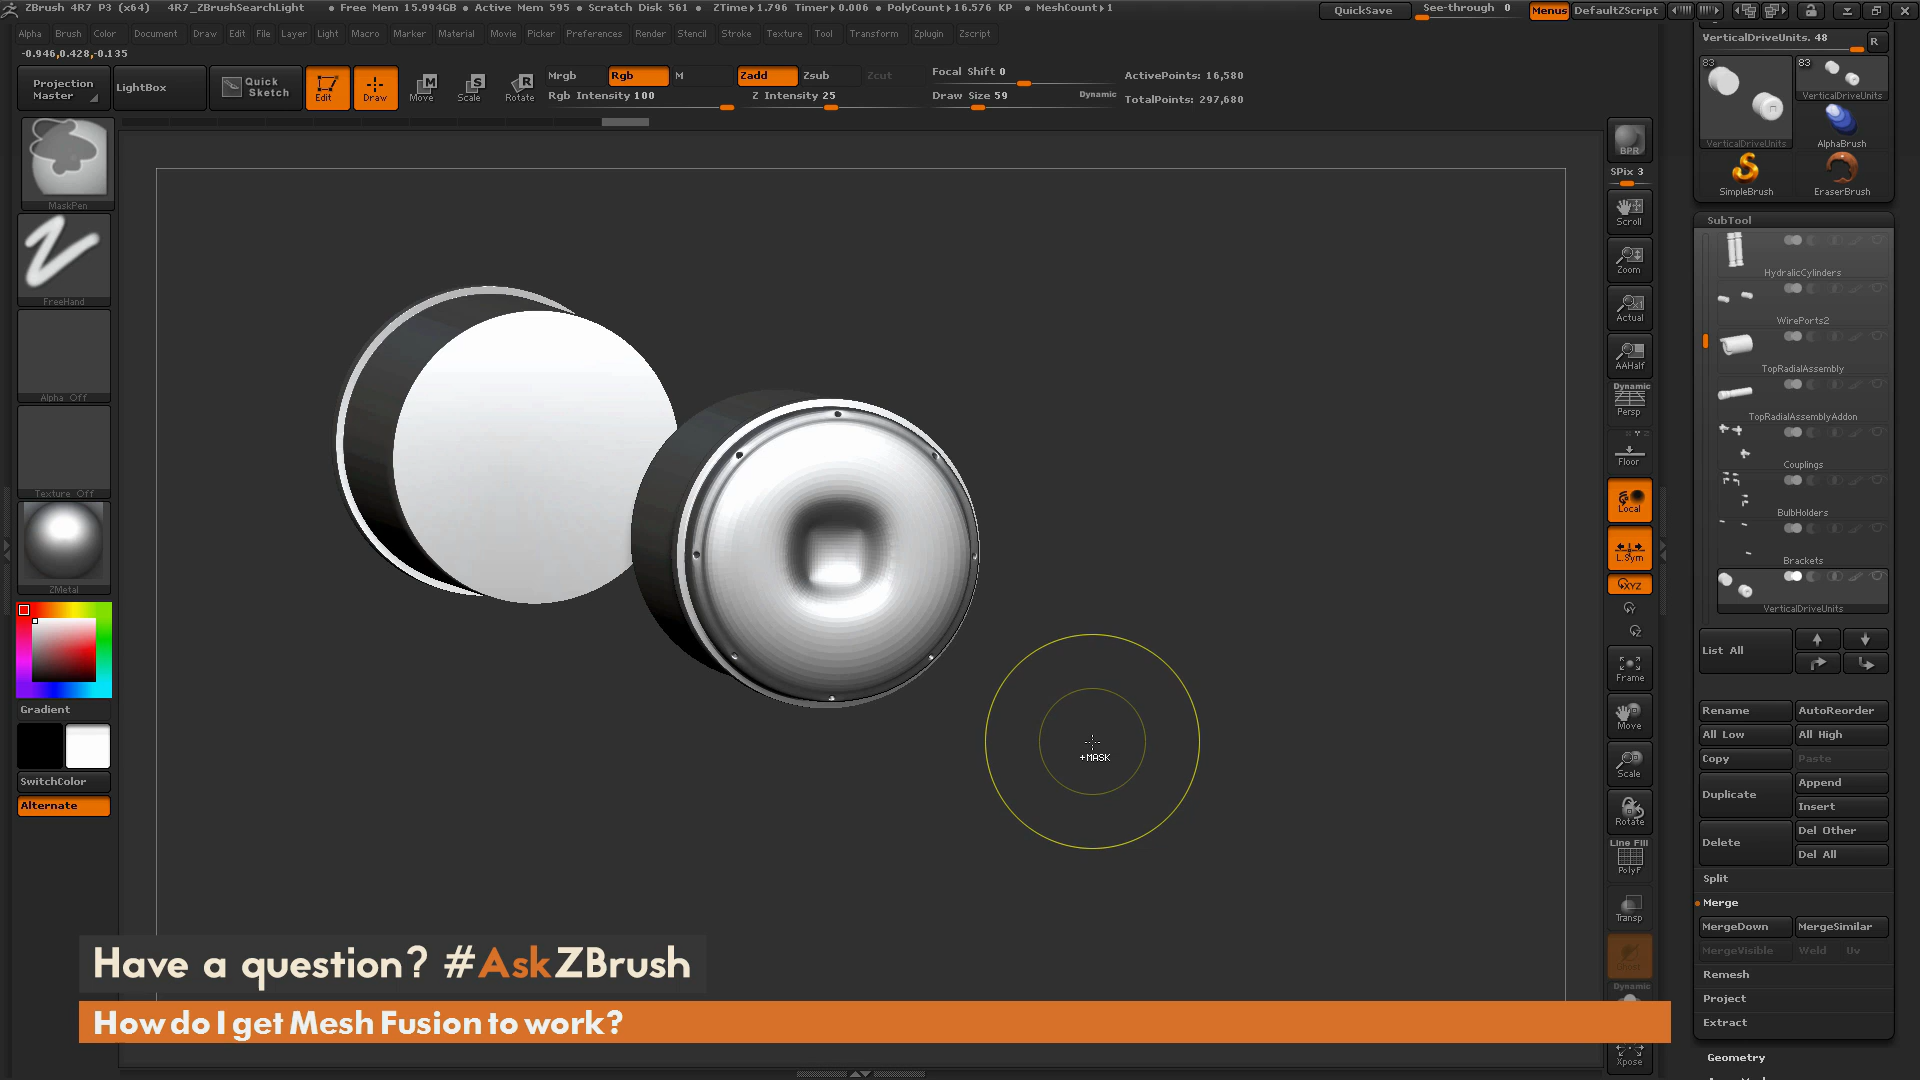 ZBrush 4R7 P3 (x64) 4R7_ZBrushSearchLight • Free Mem 15.994GB • Active Mem 595 • Scratch Disk 561 • ZTime▸1.796 Timer▸0.006 • PolyCount▸16.576 KP • MeshCount▸1 QuickSave See-through 0 Menus DefaultZScript
Alpha Brush Color Document Draw Edit File Layer Light Macro Marker Material Movie Picker Preferences Render Stencil Stroke Texture Tool Transform Zplugin Zscript
-0.946,0.428,-0.135
Projection Master
LightBox
Quick Sketch
Edit
Draw
Move
Scale
Rotate
Mrgb Rgb M
Rgb Intensity 100
Zadd Zsub Zcut
Z Intensity 25
Focal Shift 0
Draw Size 59
Dynamic
ActivePoints: 16,580
TotalPoints: 297,680
MaskPen
FreeHand
Alpha Off
Texture Off
ZMetal
Gradient
SwitchColor
Alternate
+MASK
Have a question? #AskZBrush
How do I get Mesh Fusion to work?
BPR
SPix 3
Scroll
Zoom
Actual
AAHalf
Dynamic
Persp
Floor
Local
L.Sym
XYZ
Y
Z
Frame
Move
Scale
Rotate
Line Fill
PolyF
Transp
Dynamic
Xpose
VerticalDriveUnits. 48
R
83
VerticalDriveUnits
83
VerticalDriveUnits
AlphaBrush
SimpleBrush
EraserBrush
SubTool
HydralicCylinders
WirePorts2
TopRadialAssembly
TopRadialAssemblyAddon
Couplings
BulbHolders
Brackets
VerticalDriveUnits
List All
Rename AutoReorder
All Low All High
Copy Paste
Duplicate
Append
Insert
Delete
Del Other
Del All
Split
Merge
MergeDown MergeSimilar
MergeVisible Weld Uv
Remesh
Project
Extract
Geometry